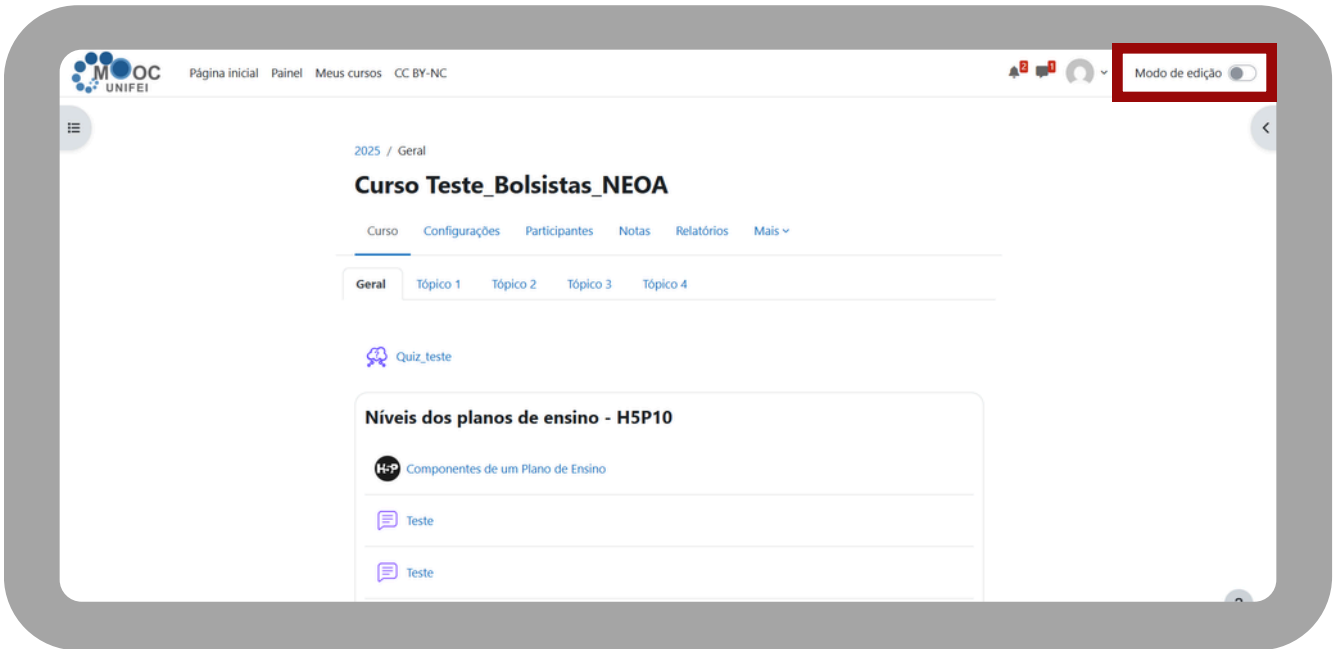 MOOC
UNIFEI
Página inicial Painel Meus cursos CC BY-NC
2 1
Modo de edição
2025 / Geral
Curso Teste_Bolsistas_NEOA
Curso Configurações Participantes Notas Relatórios Mais
Geral Tópico 1 Tópico 2 Tópico 3 Tópico 4
Quiz_teste
Níveis dos planos de ensino - H5P10
H5P Componentes de um Plano de Ensino
Teste
Teste